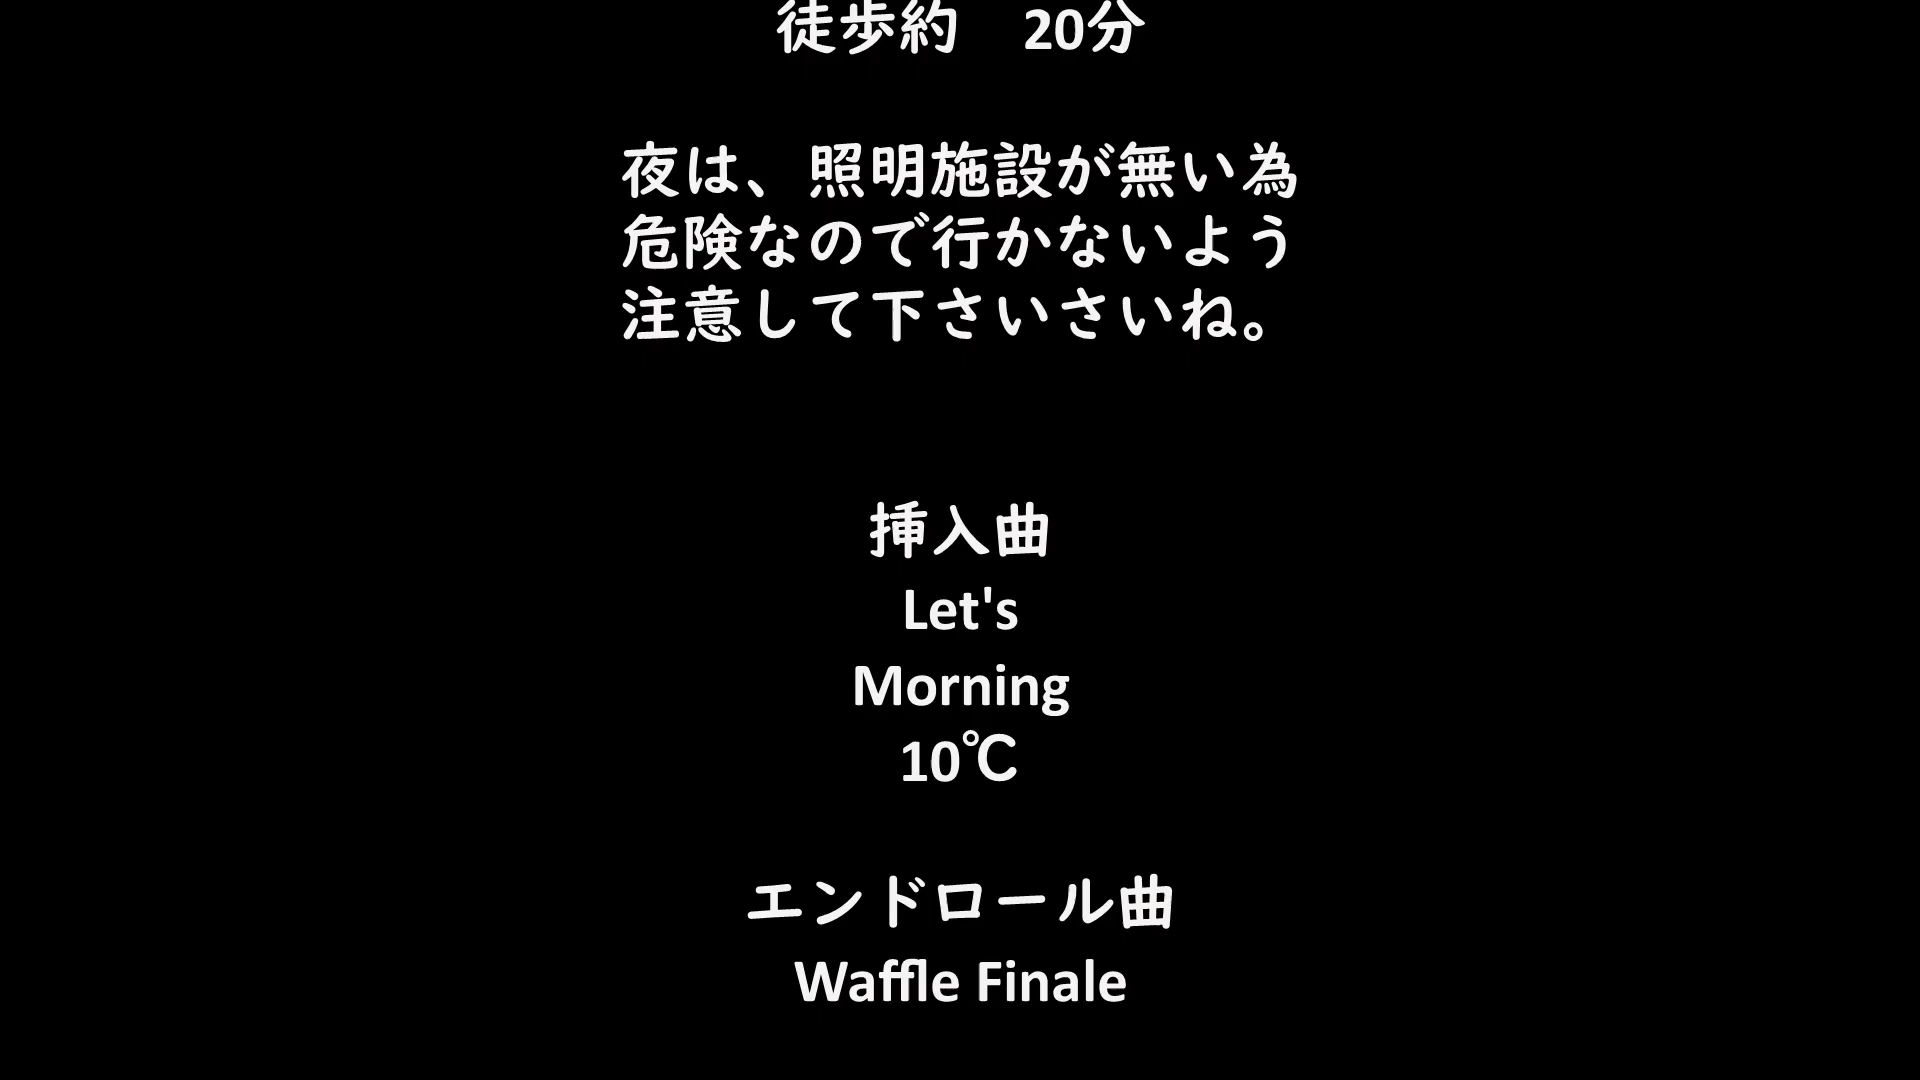 徒歩約　20分
夜は、照明施設が無い為
危険なので行かないよう
注意して下さいさいね。
挿入曲
Let's
Morning
10℃
エンドロール曲
Waffle Finale